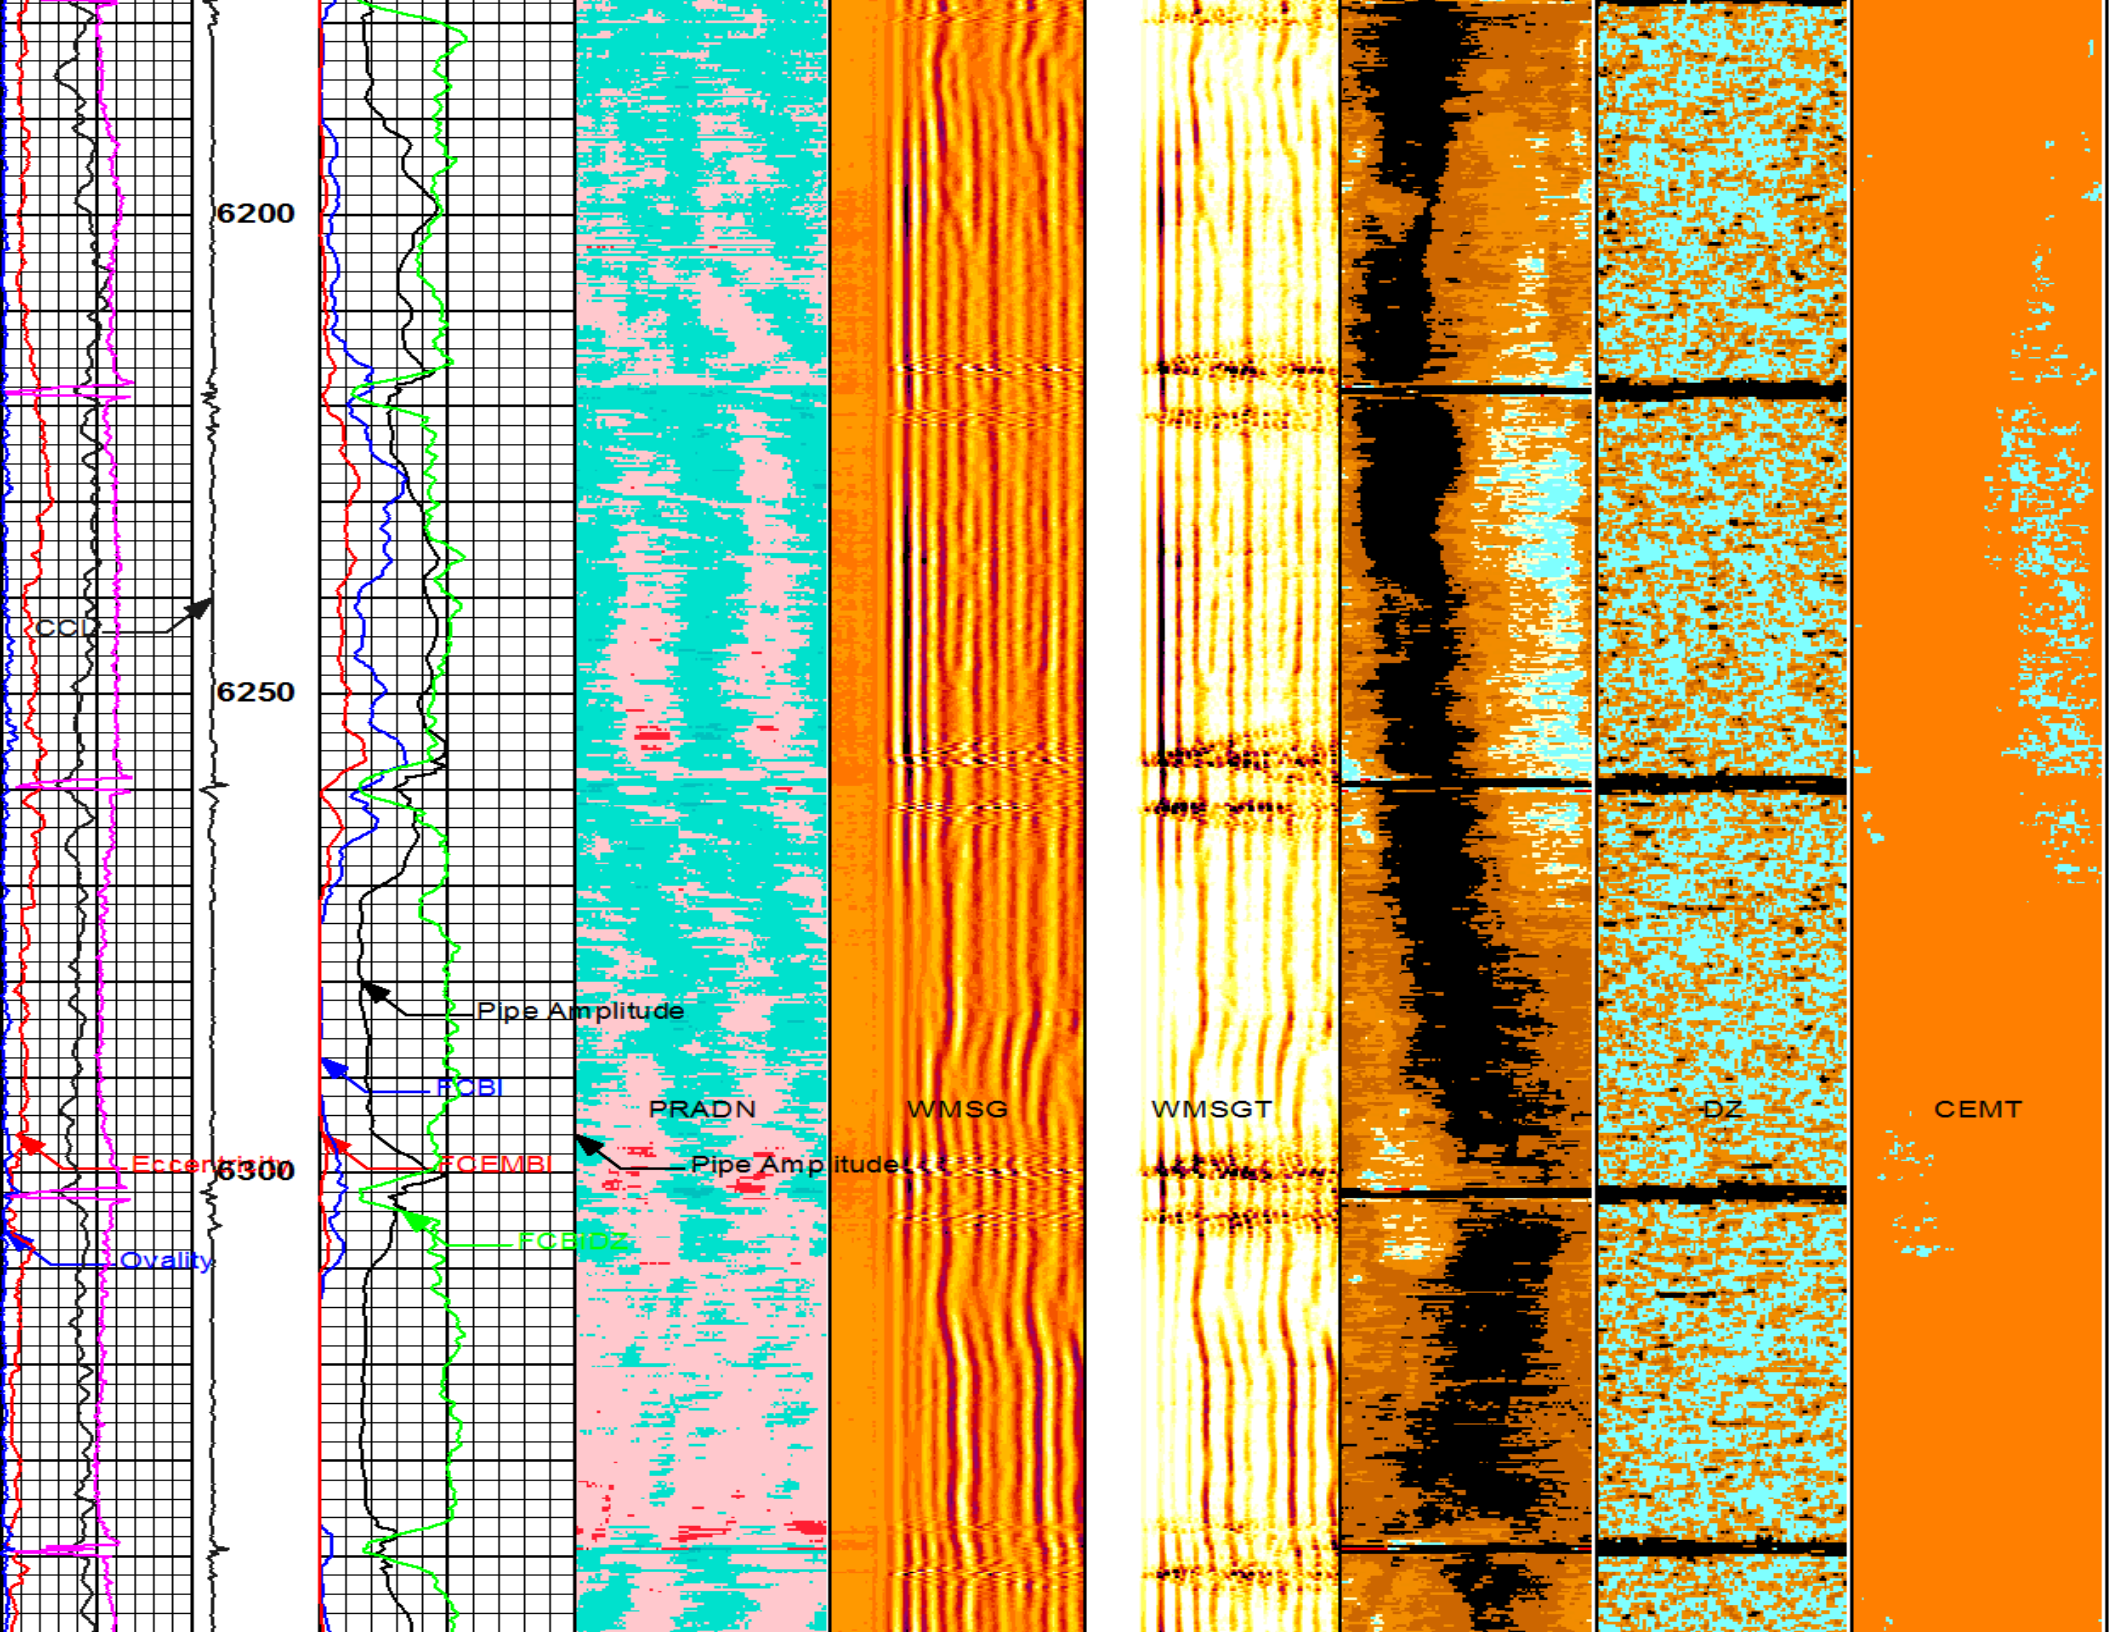 6200
CCL
6250
Pipe Amplitude
FCBI
PRADN
WMSG
WMSGT
DZ
CEMT
Eccentricity
6300
FCEMBI
Pipe Amplitude
FCBIDZ
Ovality